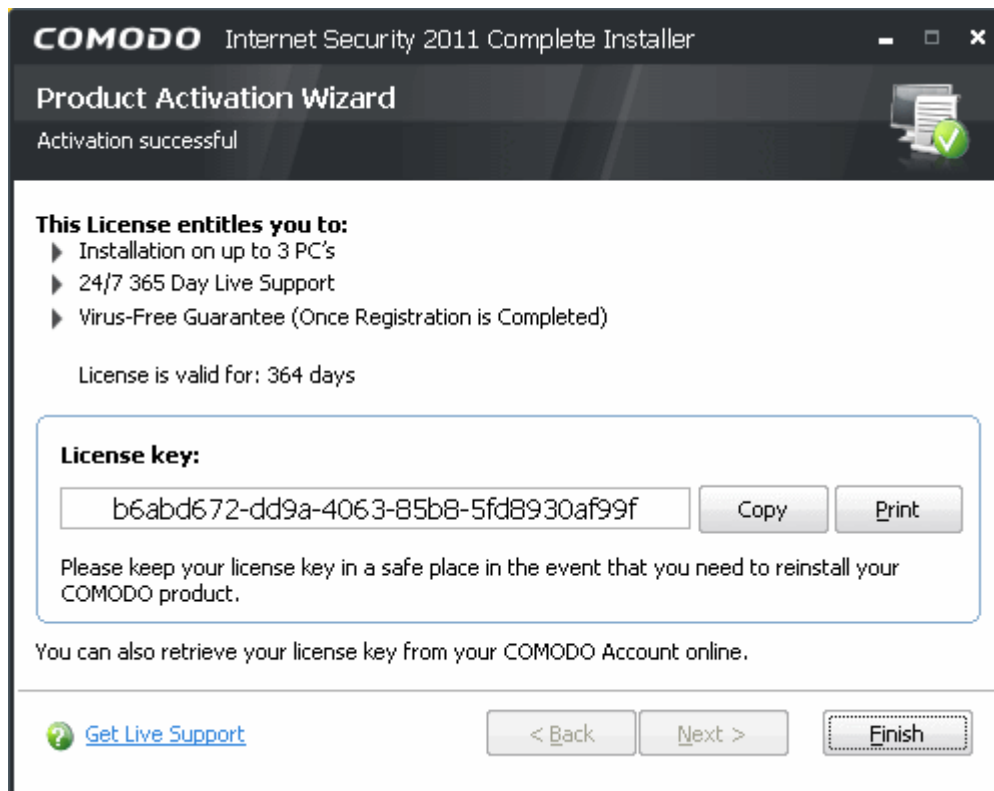 COMODO Internet Security 2011 Complete Installer
Product Activation Wizard
Activation successful
This License entitles you to:
Installation on up to 3 PC's
24/7 365 Day Live Support
Virus-Free Guarantee (Once Registration is Completed)
License is valid for: 364 days
License key:
b6abd672-dd9a-4063-85b8-5fd8930af99f
Copy
Print
Please keep your license key in a safe place in the event that you need to reinstall your
COMODO product.
You can also retrieve your license key from your COMODO Account online.
Get Live Support
< Back
Next >
Finish